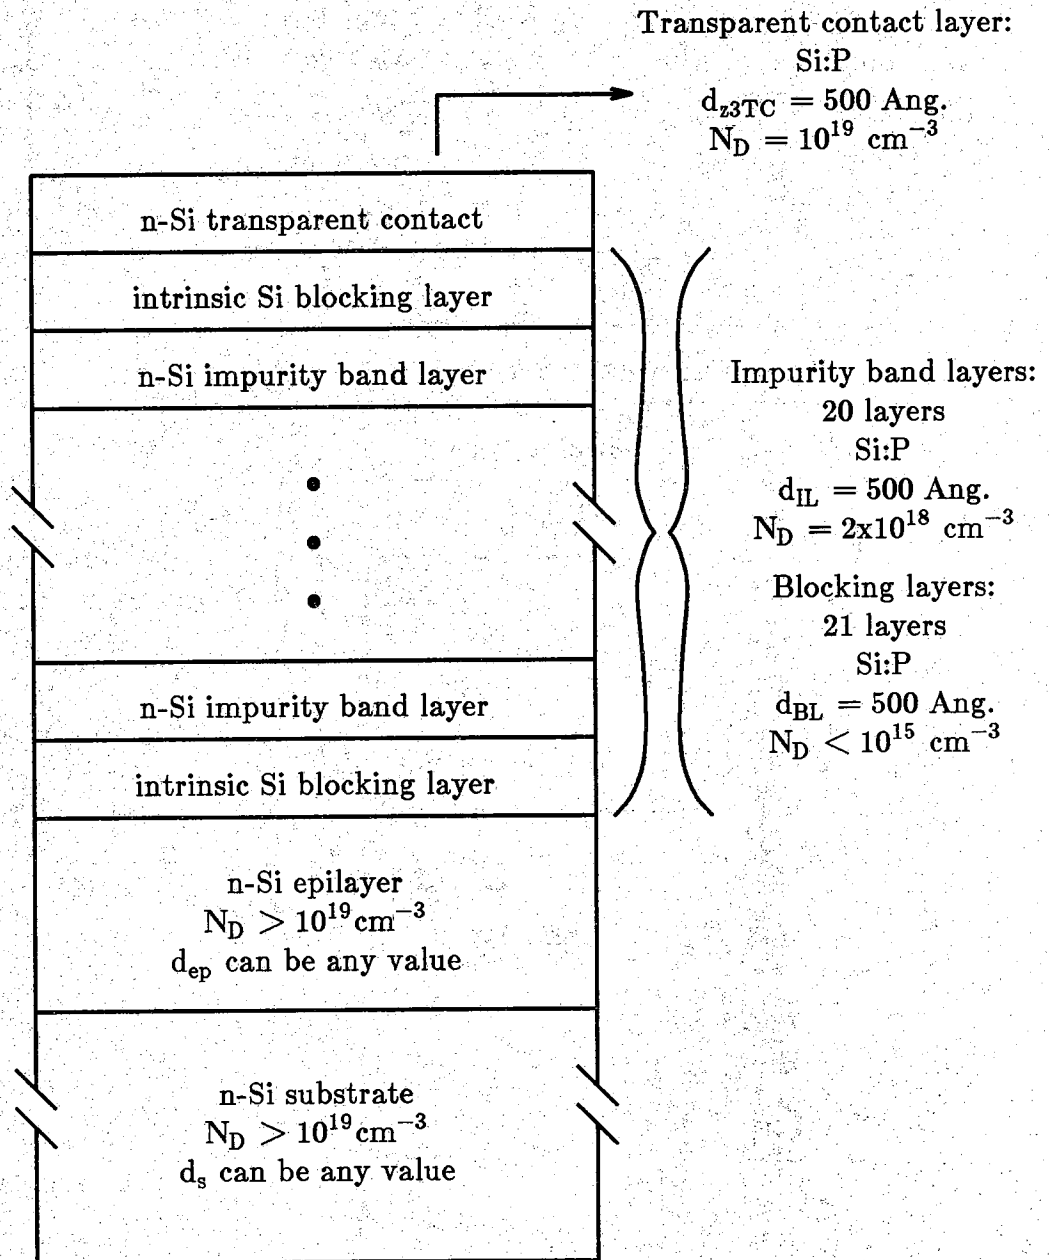 Transparent contact layer:
Si:P
d_z3TC = 500 Ang.
N_D = 10^19 cm^-3
n-Si transparent contact
intrinsic Si blocking layer
n-Si impurity band layer
Impurity band layers:
20 layers
Si:P
d_IL = 500 Ang.
N_D = 2x10^18 cm^-3
Blocking layers:
21 layers
Si:P
d_BL = 500 Ang.
N_D < 10^15 cm^-3
n-Si impurity band layer
intrinsic Si blocking layer
n-Si epilayer
N_D > 10^19 cm^-3
d_ep can be any value
n-Si substrate
N_D > 10^19 cm^-3
d_s can be any value